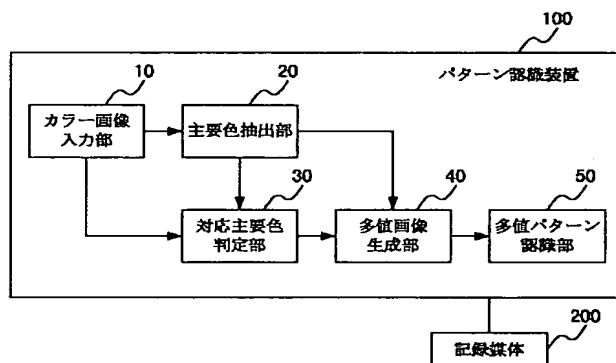 100
パターン認識装置
10
カラー画像
入力部
20
主要色抽出部
30
対応主要色
判定部
40
多値画像
生成部
50
多値パターン
認識部
200
記録媒体